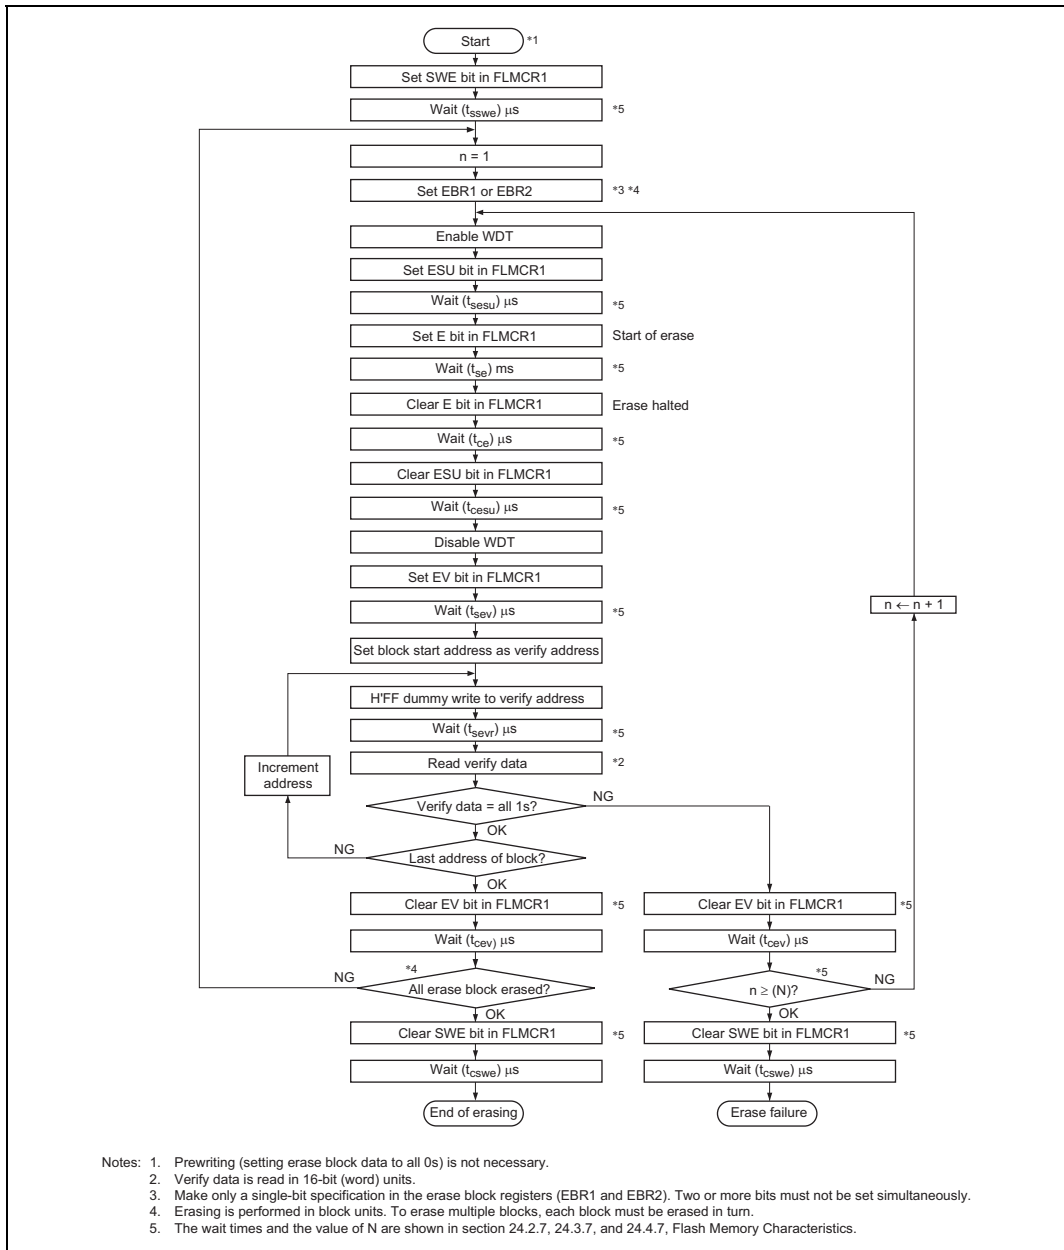 Start *1
Set SWE bit in FLMCR1
Wait (tsswe) μs *5
n = 1
Set EBR1 or EBR2 *3 *4
Enable WDT
Set ESU bit in FLMCR1
Wait (tsesu) μs *5
Set E bit in FLMCR1 Start of erase
Wait (tse) ms *5
Clear E bit in FLMCR1 Erase halted
Wait (tce) μs *5
Clear ESU bit in FLMCR1
Wait (tcesu) μs *5
Disable WDT
Set EV bit in FLMCR1
n ← n + 1
Wait (tsev) μs *5
Set block start address as verify address
H'FF dummy write to verify address
Wait (tsevr) μs *5
Read verify data *2
Increment
address
Verify data = all 1s? NG
OK
NG Last address of block?
OK
Clear EV bit in FLMCR1 *5 Clear EV bit in FLMCR1 *5
Wait (tcev) μs Wait (tcev) μs
*4 *5
NG All erase block erased? n ≥ (N)? NG
OK OK
Clear SWE bit in FLMCR1 *5 Clear SWE bit in FLMCR1 *5
Wait (tcswe) μs Wait (tcswe) μs
End of erasing Erase failure
Notes: 1. Prewriting (setting erase block data to all 0s) is not necessary.
2. Verify data is read in 16-bit (word) units.
3. Make only a single-bit specification in the erase block registers (EBR1 and EBR2). Two or more bits must not be set simultaneously.
4. Erasing is performed in block units. To erase multiple blocks, each block must be erased in turn.
5. The wait times and the value of N are shown in section 24.2.7, 24.3.7, and 24.4.7, Flash Memory Characteristics.